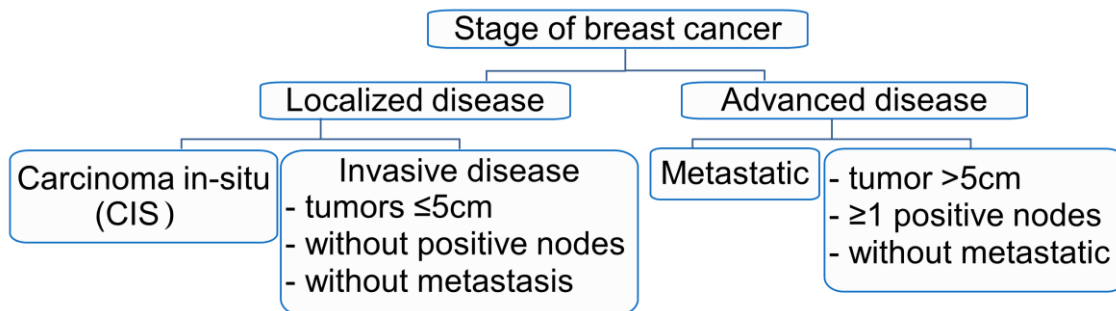 Stage of breast cancer
Localized disease
Advanced disease
Carcinoma in-situ
(CIS)
Invasive disease
- tumors ≤5cm
- without positive nodes
- without metastasis
Metastatic
- tumor >5cm
- ≥1 positive nodes
- without metastatic